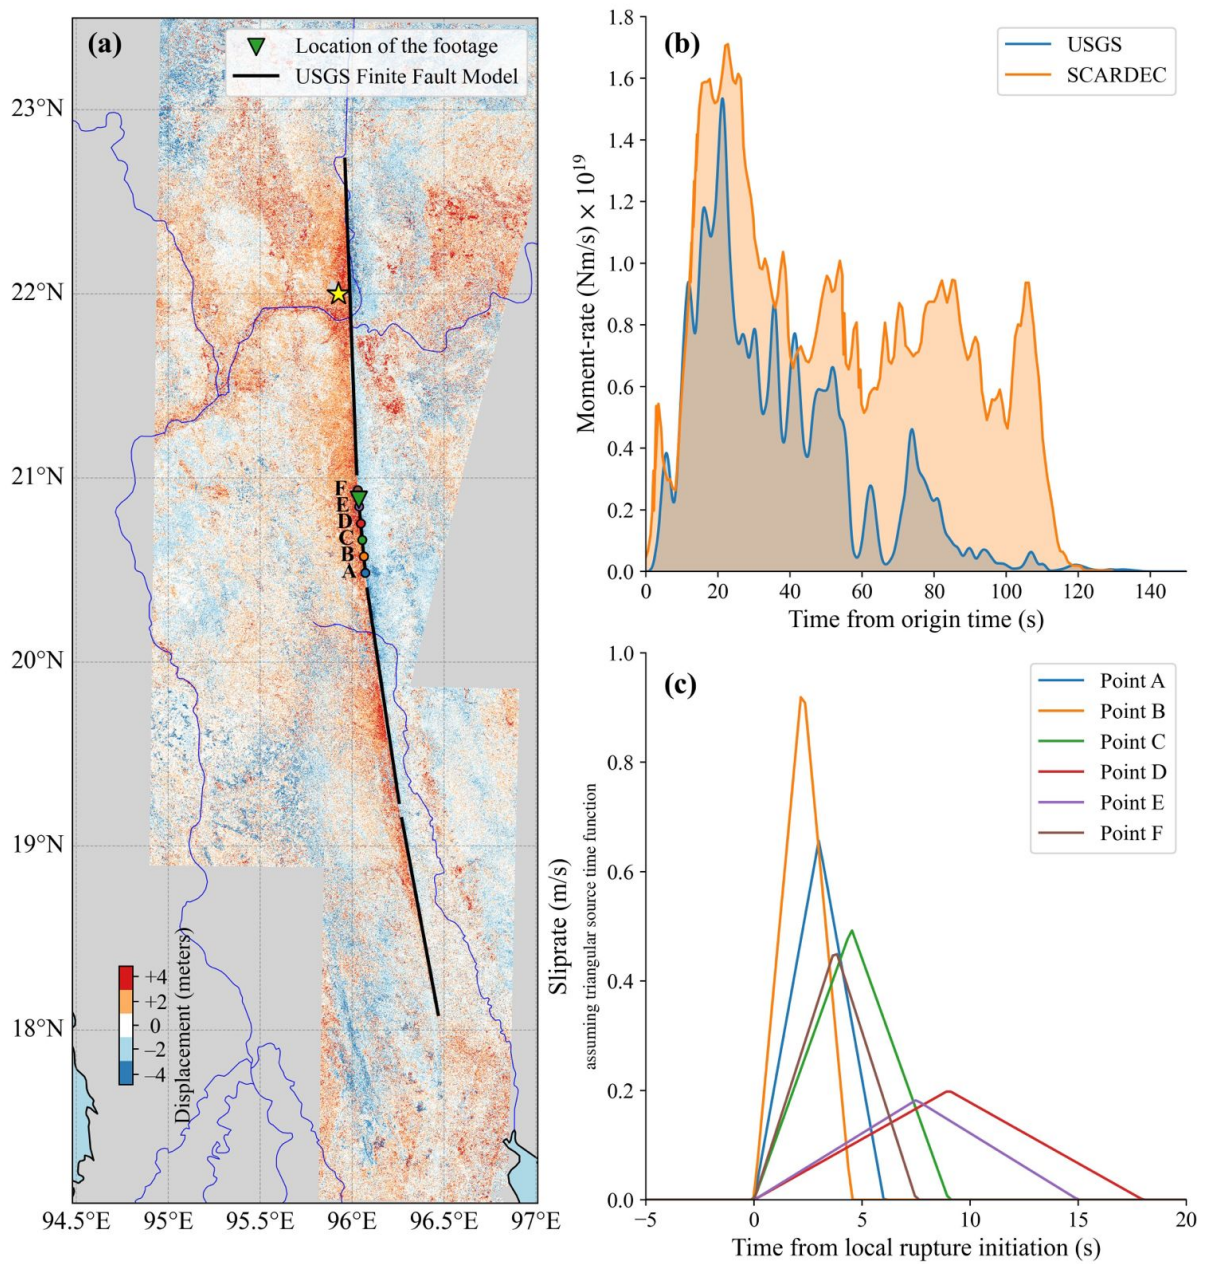 (a)
Location of the footage
USGS Finite Fault Model
23°N
22°N
21°N
20°N
19°N
18°N
F
E
D
C
B
A
+4
+2
0
−2
−4
Displacement (meters)
94.5°E
95°E
95.5°E
96°E
96.5°E
97°E
(b)
USGS
SCARDEC
Moment-rate (Nm/s) × 10¹⁹
1.8
1.6
1.4
1.2
1.0
0.8
0.6
0.4
0.2
0.0
0
20
40
60
80
100
120
140
Time from origin time (s)
(c)
Point A
Point B
Point C
Point D
Point E
Point F
Sliprate (m/s)
assuming triangular source time function
1.0
0.8
0.6
0.4
0.2
0.0
−5
0
5
10
15
20
Time from local rupture initiation (s)